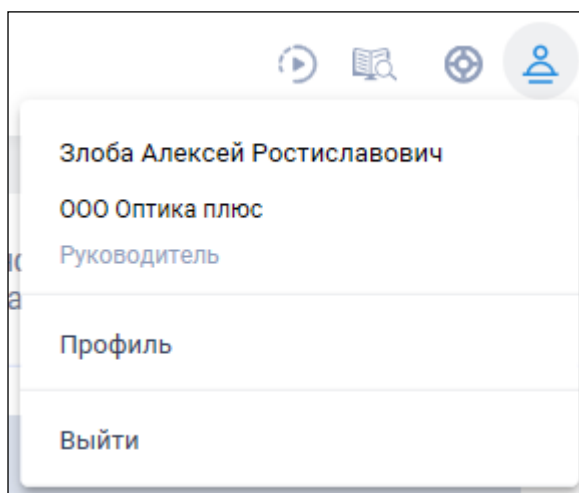 Злоба Алексей Ростиславович
ООО Оптика плюс
Руководитель
Профиль
Выйти